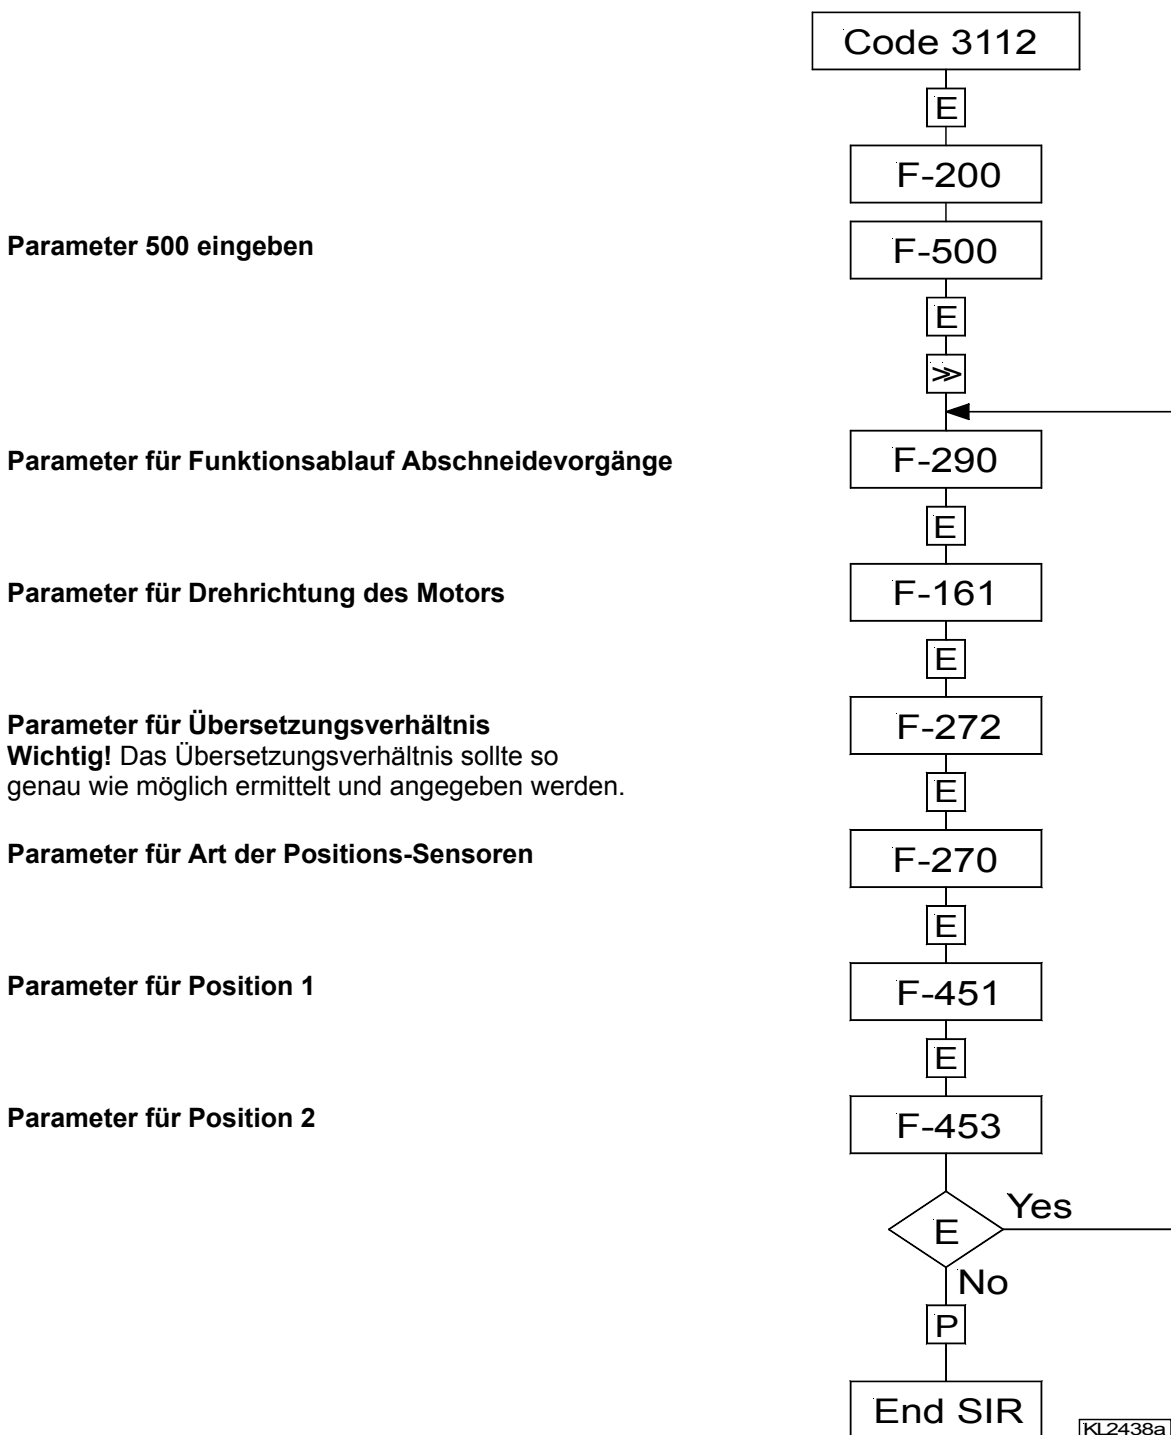 Code 3112
E
F-200
Parameter 500 eingeben
F-500
E
≫
Parameter für Funktionsablauf Abschneidevorgänge
F-290
E
Parameter für Drehrichtung des Motors
F-161
E
Parameter für Übersetzungsverhältnis
F-272
Wichtig! Das Übersetzungsverhältnis sollte so
genau wie möglich ermittelt und angegeben werden.
E
Parameter für Art der Positions-Sensoren
F-270
E
Parameter für Position 1
F-451
E
Parameter für Position 2
F-453
Yes
E
No
P
End SIR
KL2438a